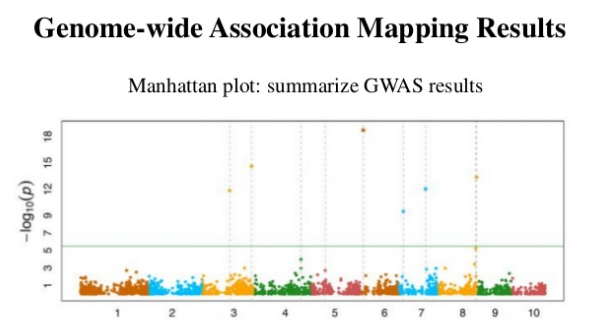 Genome-wide Association Mapping Results
Manhattan plot: summarize GWAS results
−log₁₀(p)
18
15
12
9
7
5
3
1
1 2 3 4 5 6 7 8 9 10